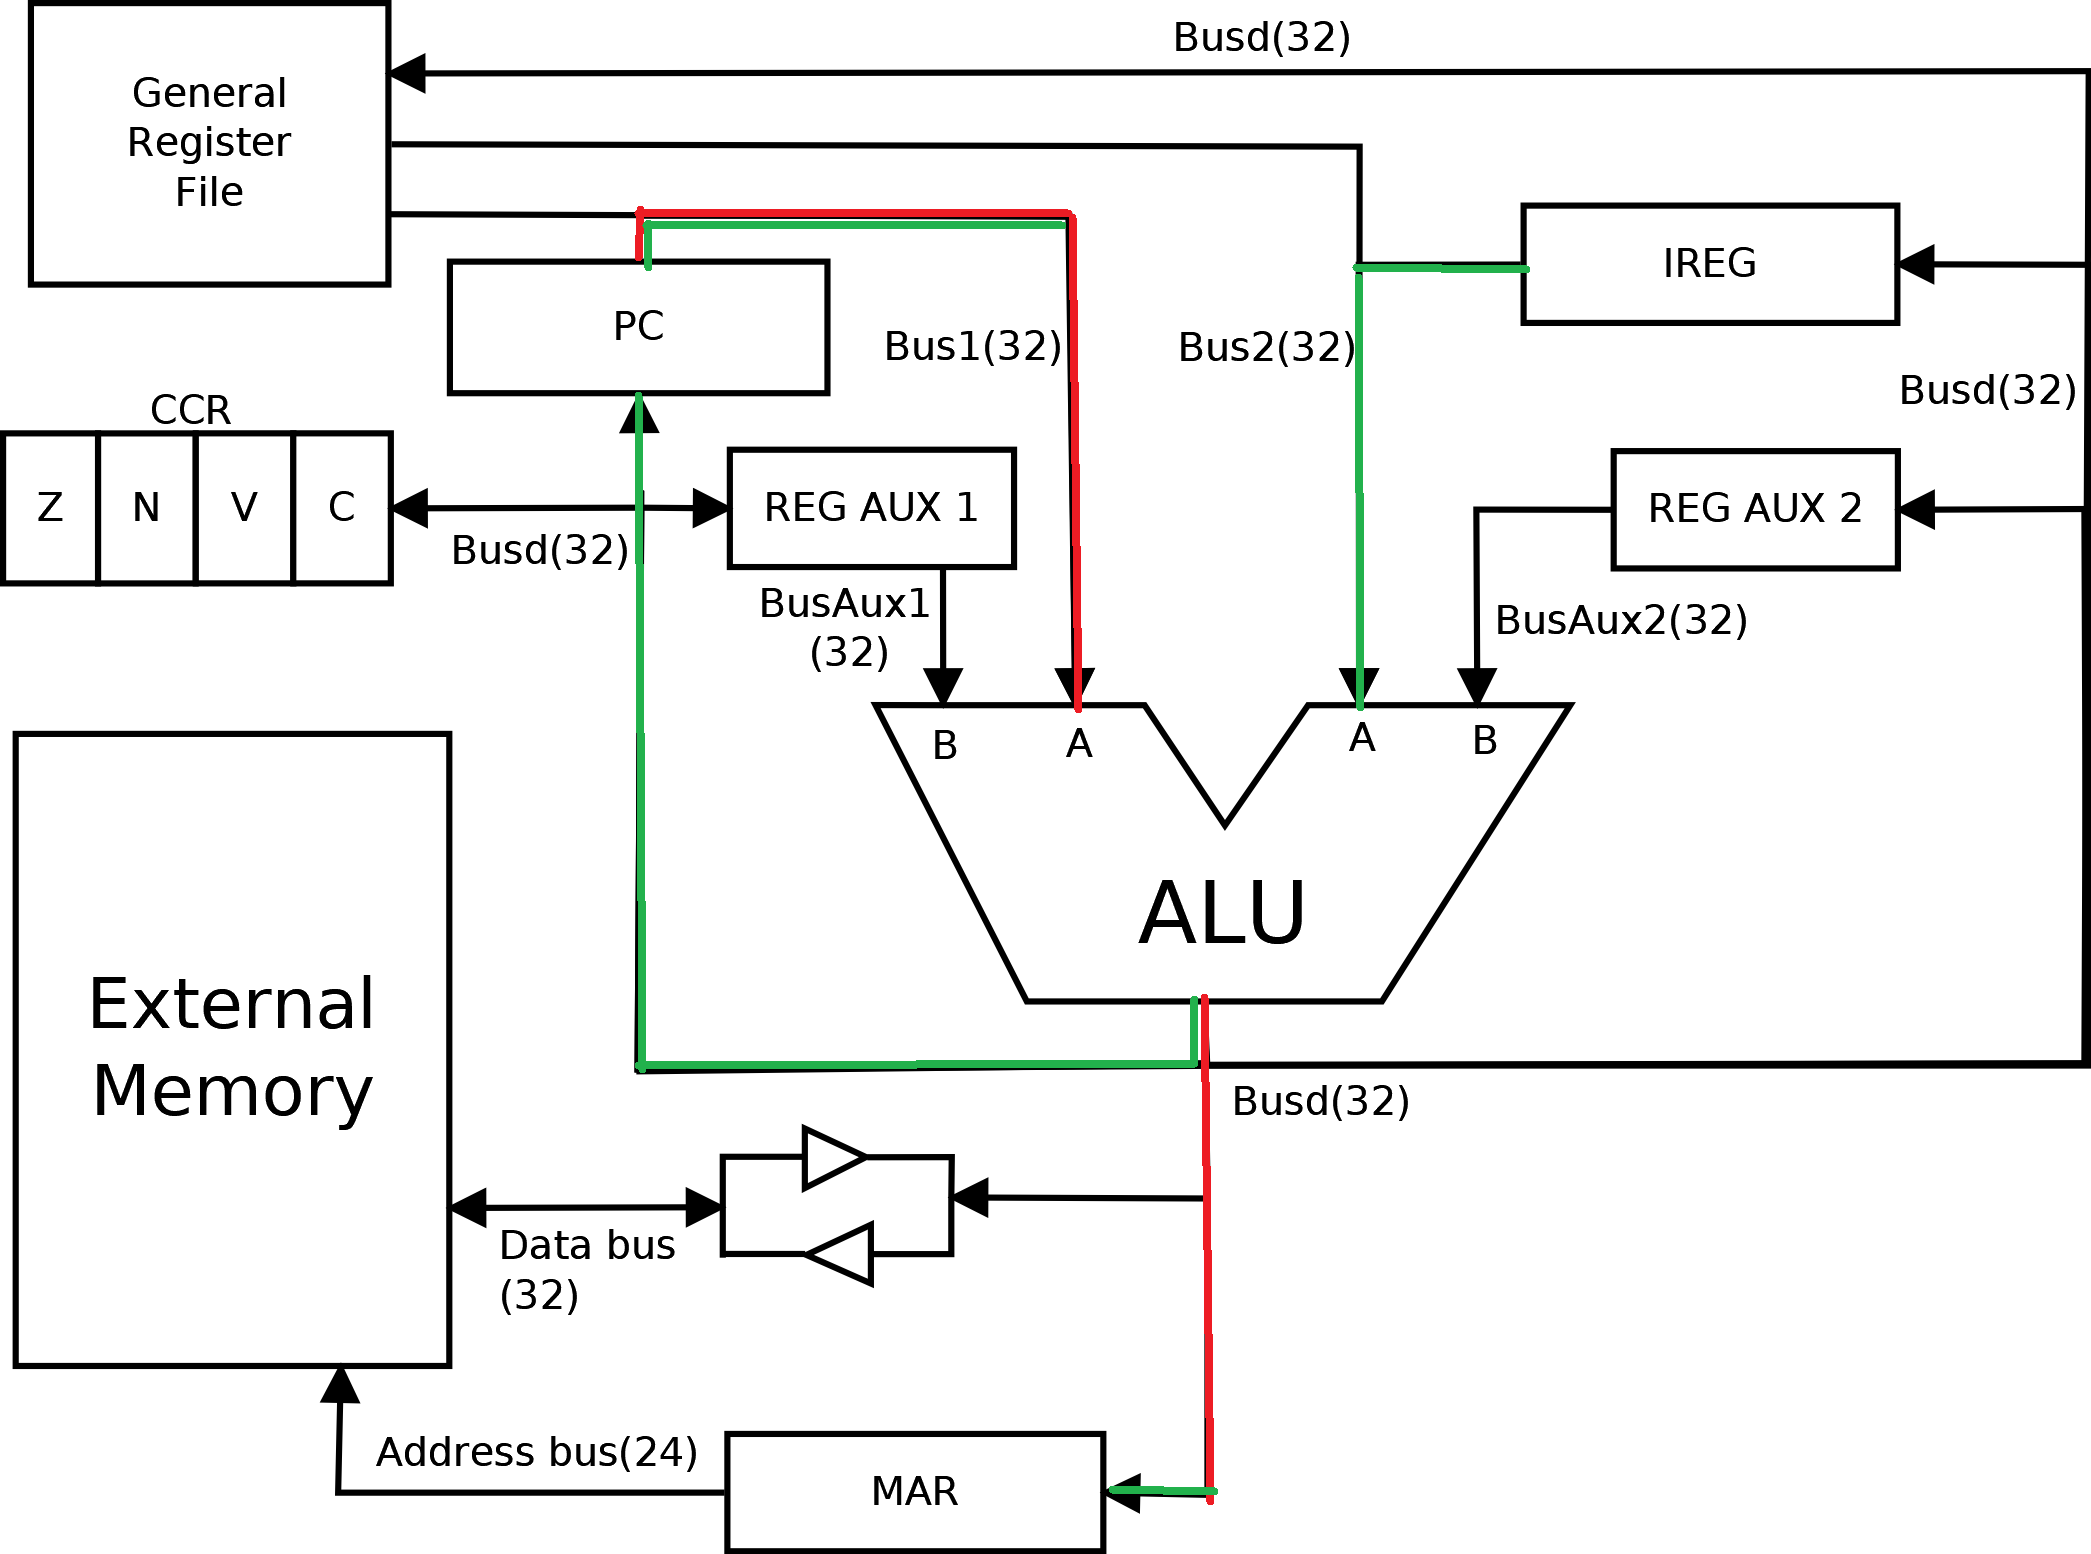 Busd(32)
General
Register
File
IREG
PC
Bus1(32)
Bus2(32)
Busd(32)
CCR
Z
N
V
C
REG AUX 1
REG AUX 2
Busd(32)
BusAux1
(32)
BusAux2(32)
B
A
A
B
ALU
External
Memory
Busd(32)
Data bus
(32)
Address bus(24)
MAR